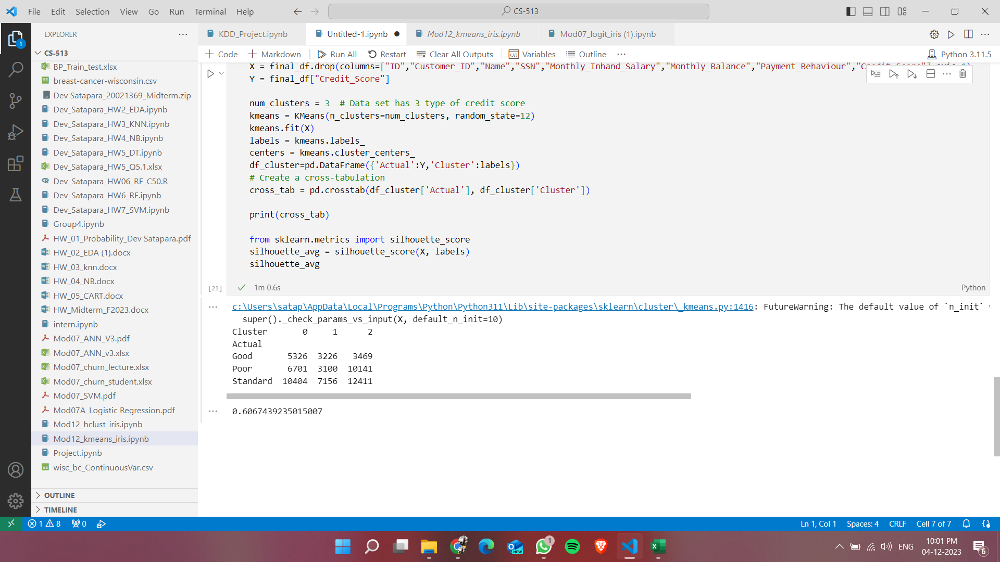 File Edit Selection View Go Run Terminal Help
CS-513
EXPLORER
CS-513
BP_Train_test.xlsx
breast-cancer-wisconsin.csv
Dev Satapara_20021369_Midterm.zip
Dev_Satapara_HW2_EDA.ipynb
Dev_Satapara_HW3_KNN.ipynb
Dev_Satapara_HW4_NB.ipynb
Dev_Satapara_HW5_DT.ipynb
Dev_Satapara_HW5_Q5.1.xlsx
Dev_Satapara_HW06_RF_C50.R
Dev_Satapara_HW6_RF.ipynb
Dev_Satapara_HW7_SVM.ipynb
Group4.ipynb
HW_01_Probability_Dev Satapara.pdf
HW_02_EDA (1).docx
HW_03_knn.docx
HW_04_NB.docx
HW_05_CART.docx
HW_Midterm_F2023.docx
intern.ipynb
Mod07_ANN_V3.pdf
Mod07_ANN_v3.xlsx
Mod07_churn_lecture.xlsx
Mod07_churn_student.xlsx
Mod07_SVM.pdf
Mod07A_Logistic Regression.pdf
Mod12_hclust_iris.ipynb
Mod12_kmeans_iris.ipynb
Project.ipynb
wisc_bc_ContinuousVar.csv
OUTLINE
TIMELINE
KDD_Project.ipynb Untitled-1.ipynb Mod12_kmeans_iris.ipynb Mod07_logit_iris (1).ipynb
Code Markdown Run All Restart Clear All Outputs Variables Outline ... Python 3.11.5
X = final_df.drop(columns=["ID","Customer_ID","Name","SSN","Monthly_Inhand_Salary","Monthly_Balance","Payment_Behaviour",
Y = final_df["Credit_Score"]
num_clusters = 3 # Data set has 3 type of credit score
kmeans = KMeans(n_clusters=num_clusters, random_state=12)
kmeans.fit(X)
labels = kmeans.labels_
centers = kmeans.cluster_centers_
df_cluster=pd.DataFrame({'Actual':Y,'Cluster':labels})
# Create a cross-tabulation
cross_tab = pd.crosstab(df_cluster['Actual'], df_cluster['Cluster'])
print(cross_tab)
from sklearn.metrics import silhouette_score
silhouette_avg = silhouette_score(X, labels)
silhouette_avg
[21] 1m 0.6s Python
c:\Users\satap\AppData\Local\Programs\Python\Python311\Lib\site-packages\sklearn\cluster\_kmeans.py:1416: FutureWarning: The default value of `n_init`
super()._check_params_vs_input(X, default_n_init=10)
Cluster 0 1 2
Actual
Good 5326 3226 3469
Poor 6701 3100 10141
Standard 10404 7156 12411
0.6067439235015007
1 8 0 Ln 1, Col 1 Spaces: 4 CRLF Cell 7 of 7
ENG 10:01 PM
04-12-2023